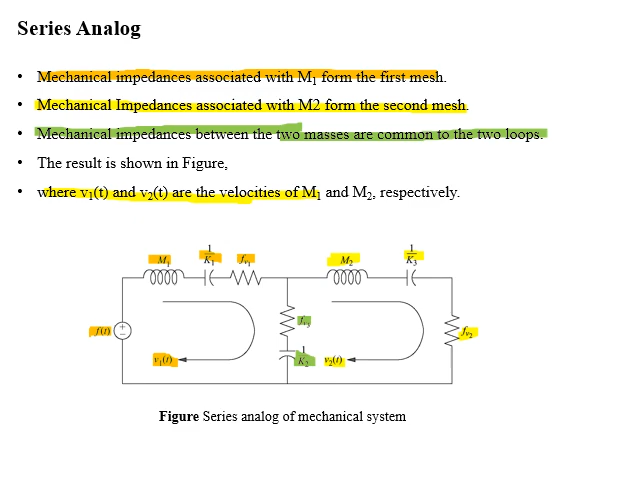 Series Analog
• Mechanical impedances associated with M₁ form the first mesh.
• Mechanical Impedances associated with M2 form the second mesh.
• Mechanical impedances between the two masses are common to the two loops.
• The result is shown in Figure,
• where v₁(t) and v₂(t) are the velocities of M₁ and M₂, respectively.
M₁ 1/K₁ fv₁ M₂ 1/K₃
f(t) + − fv₃ fv₂
v₁(t) 1/K₂ v₂(t)
Figure Series analog of mechanical system